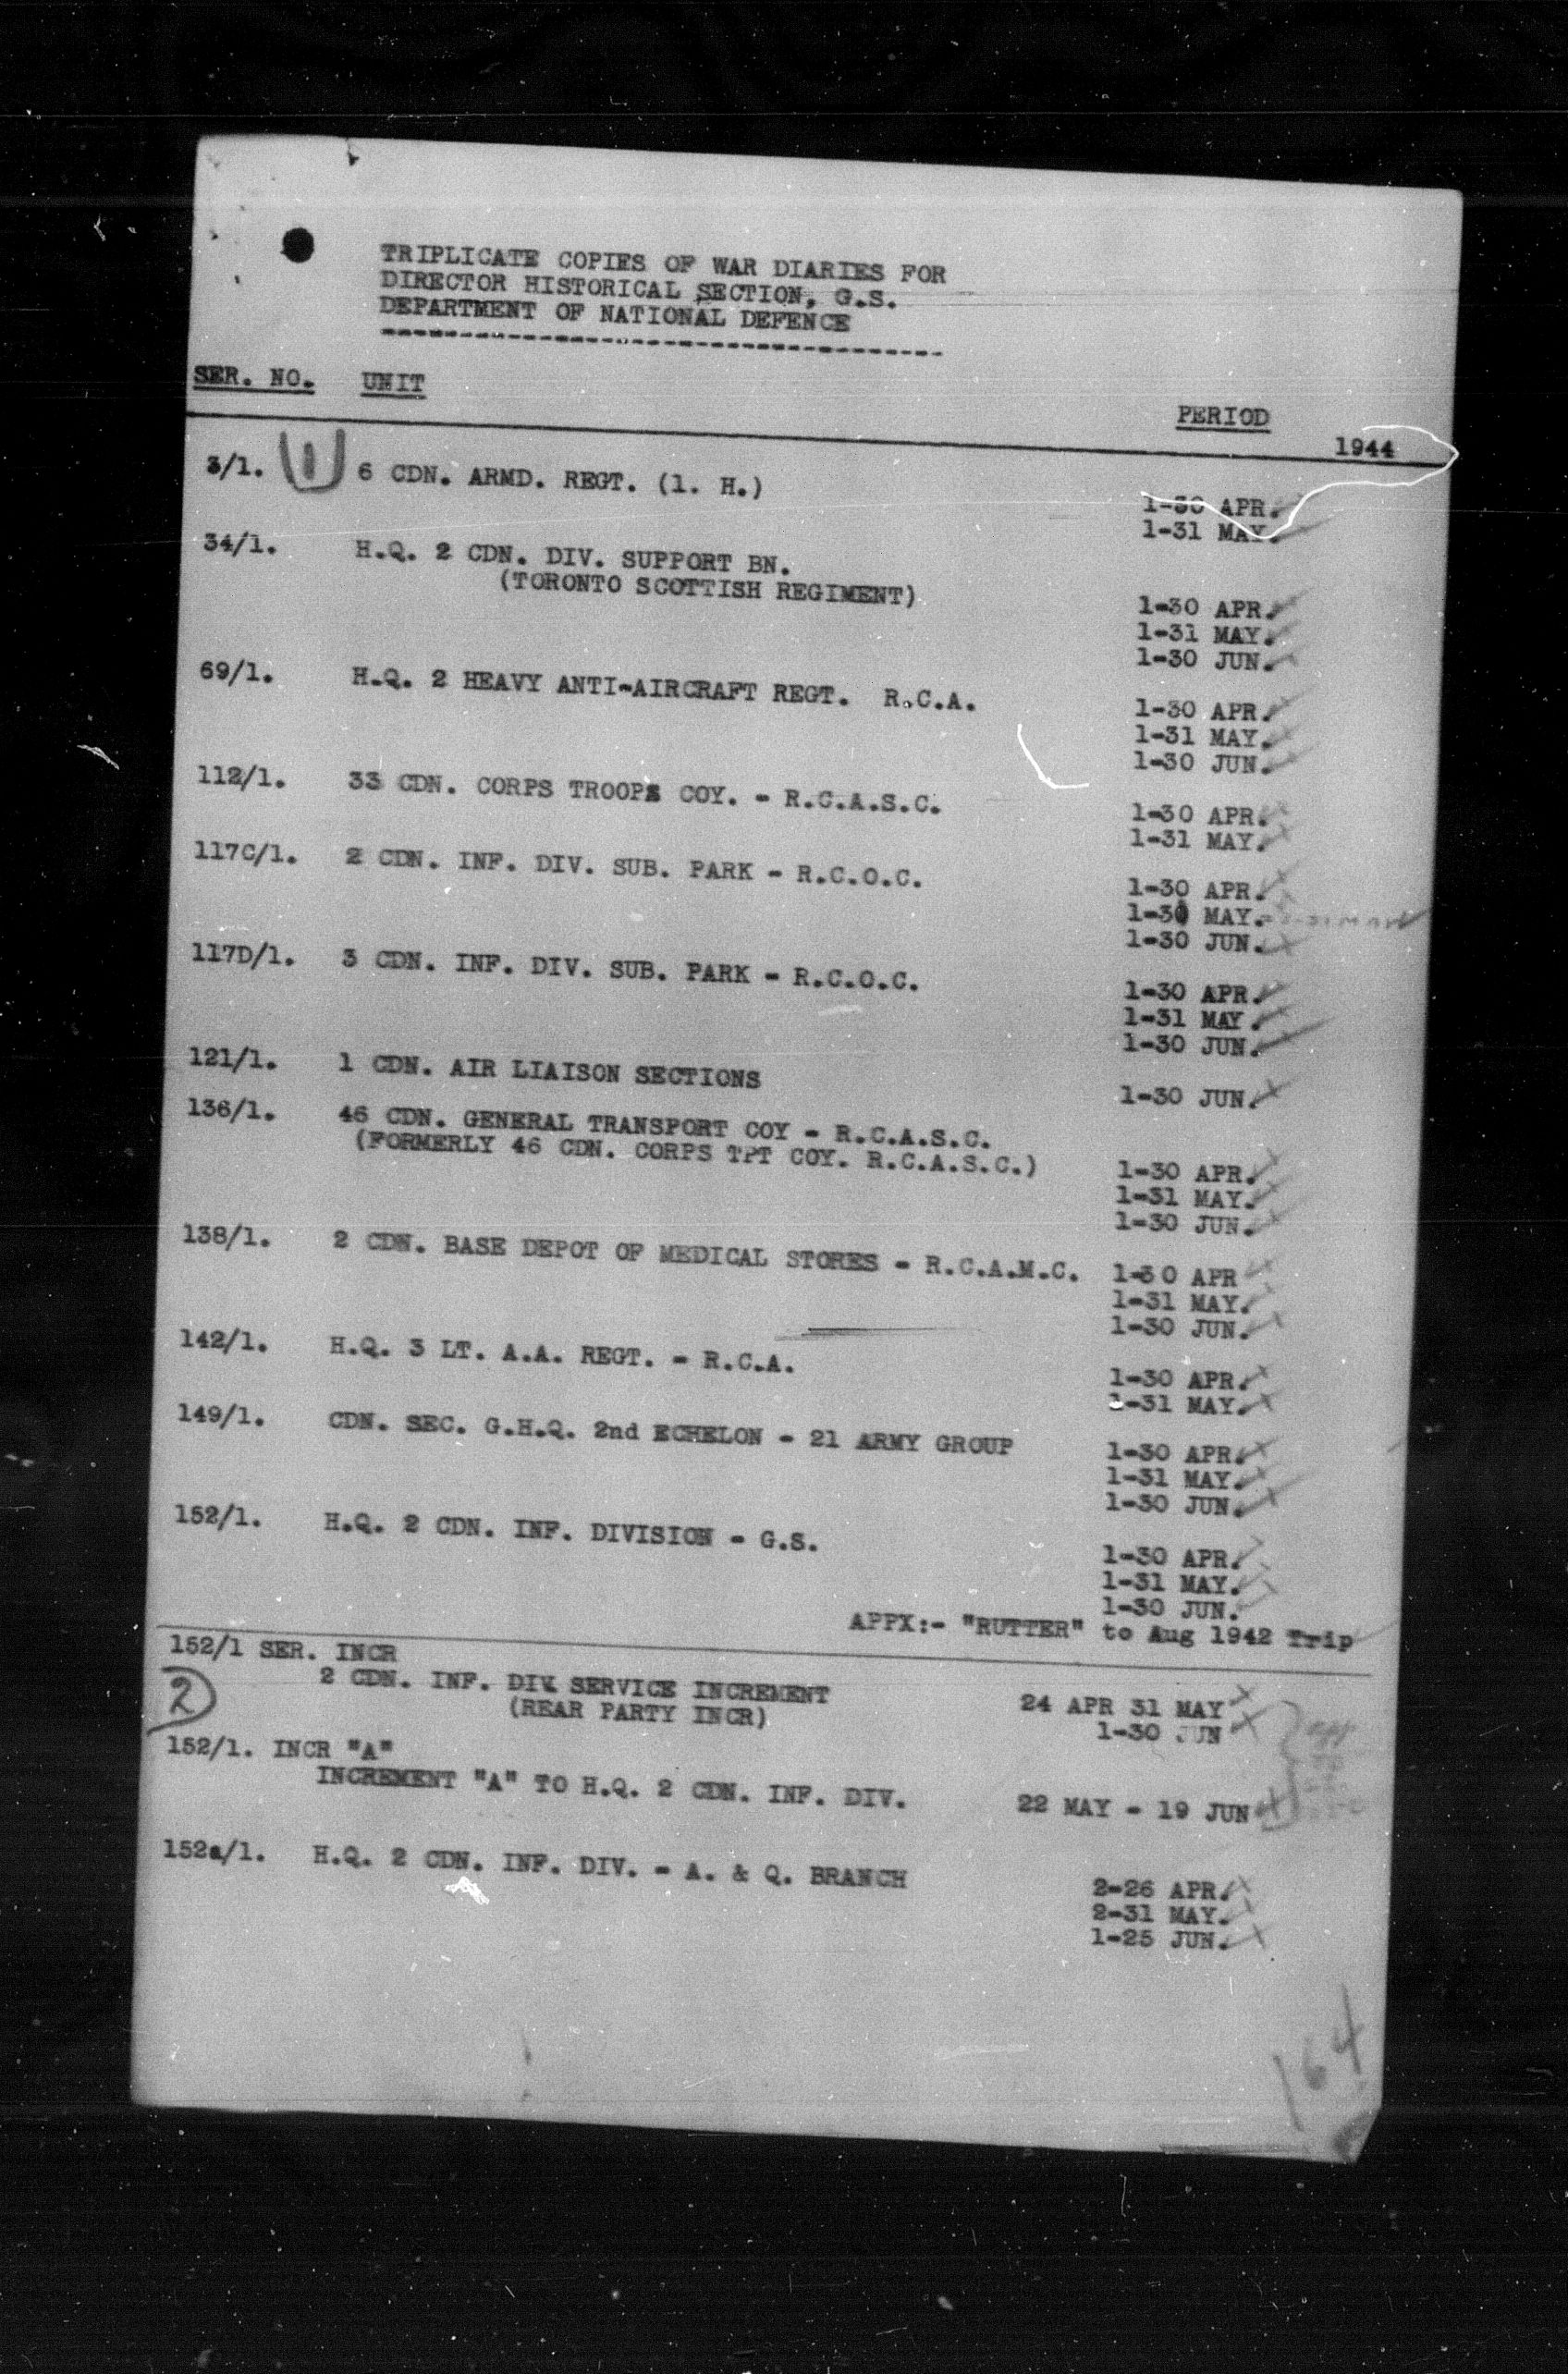 TRIPLICATE COPIES OF WAR DIARIES FOR
DIRECTOR HISTORICAL SECTION, G.S.
DEPARTMENT OF NATIONAL DEFENCE
SER. NO. UNIT PERIOD
1944
3/1. (1) 6 CDN. ARMD. REGT. (1. H.)
1-30 APR.
1-31 MAY.
34/1. H.Q. 2 CDN. DIV. SUPPORT BN.
(TORONTO SCOTTISH REGIMENT)
1-30 APR.
1-31 MAY.
1-30 JUN.
69/1. H.Q. 2 HEAVY ANTI-AIRCRAFT REGT. R.C.A.
1-30 APR.
1-31 MAY.
1-30 JUN.
112/1. 33 CDN. CORPS TROOPS COY. - R.C.A.S.C.
1-30 APR.
1-31 MAY.
117C/1. 2 CDN. INF. DIV. SUB. PARK - R.C.O.C.
1-30 APR.
1-30 MAY.
1-30 JUN.
117D/1. 3 CDN. INF. DIV. SUB. PARK - R.C.O.C.
1-30 APR.
1-31 MAY.
1-30 JUN.
121/1. 1 CDN. AIR LIAISON SECTIONS
1-30 JUN.
136/1. 46 CDN. GENERAL TRANSPORT COY - R.C.A.S.C.
(FORMERLY 46 CDN. CORPS TPT COY. R.C.A.S.C.)
1-30 APR.
1-31 MAY.
1-30 JUN.
138/1. 2 CDN. BASE DEPOT OF MEDICAL STORES - R.C.A.M.C.
1-30 APR
1-31 MAY.
1-30 JUN.
142/1. H.Q. 3 LT. A.A. REGT. - R.C.A.
1-30 APR.
1-31 MAY.
149/1. CDN. SEC. G.H.Q. 2nd ECHELON - 21 ARMY GROUP
1-30 APR.
1-31 MAY.
1-30 JUN.
152/1. H.Q. 2 CDN. INF. DIVISION - G.S.
1-30 APR.
1-31 MAY.
1-30 JUN.
APPX:- "RUTTER" to Aug 1942 Trip
152/1 SER. INCR
2 CDN. INF. DIV. SERVICE INCREMENT 24 APR 31 MAY
(REAR PARTY INCR) 1-30 JUN
2
152/1. INCR "A"
INCREMENT "A" TO H.Q. 2 CDN. INF. DIV. 22 MAY - 19 JUN
152a/1. H.Q. 2 CDN. INF. DIV. - A. & Q. BRANCH
2-26 APR.
2-31 MAY.
1-25 JUN.
164